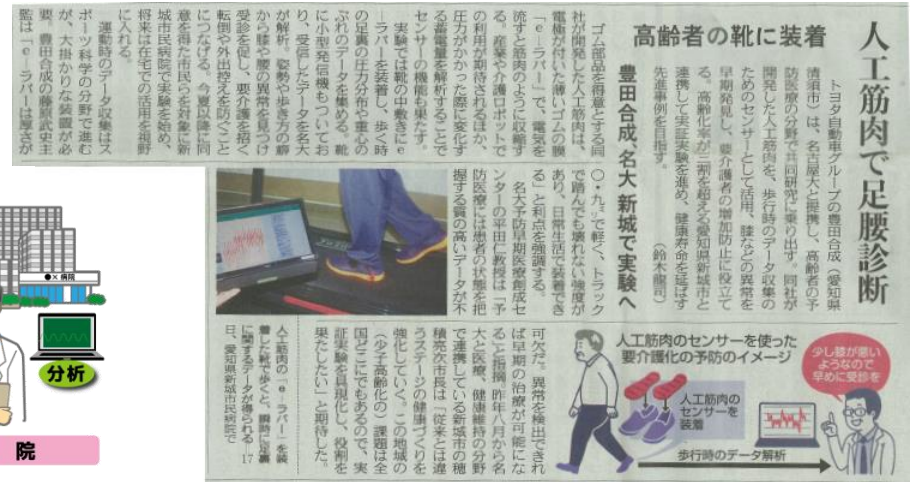 人工筋肉で足腰診断
高齢者の靴に装着
豊田合成、名大 新城で実験へ
トヨタ自動車グループの豊田合成（愛知県
清須市）は、名古屋大と提携し、高齢者の予
防医療の分野で共同研究に乗り出す。同社が
開発した人工筋肉を、歩行時のデータ収集の
ためのセンサーとして活用、膝などの異常を
早期発見し、要介護者の増加防止に役立て
る。高齢化率が三割を超える愛知県新城市と
連携して実証実験を進め、健康寿命を延ばす
先進事例を目指す。（鈴木龍司）
ゴム部品を得意とする同
社が開発した人工筋肉は、
電極が付いた薄いゴムの膜
「ｅ‐ラバー」で、電気を
流すと筋肉のように収縮す
る。産業や介護ロボットで
の利用が期待されるほか、
圧力がかかった際に変化す
る蓄電量を解析することで
センサーの機能も果たす。
実験では靴の中敷きにｅ
‐ラバーを装着し、歩く時
の足裏の圧力分布や重心の
ぶれのデータを集める。靴
に小型発信機もついてお
り、受信したデータを名大
が解析。姿勢や歩き方の癖
から膝や腰の異常を見つけ
受診を促し、要介護を招く
転倒や外出控えを防ぐこと
につなげる。今夏以降に同
意を得た市民らを対象に新
城市民病院で実験を始め、
将来は在宅での活用を視野
に入れる。
運動時のデータ収集はス
ポーツ科学の分野で進む
が、大掛かりな装置が必
要。豊田合成の藤原武史主
監は「ｅ‐ラバーは厚さが
〇・九㍉で軽く、トラック
で踏んでも壊れない強度が
あり、日常生活で装着でき
る」と利点を強調する。
名大予防早期医療創成セ
ンターの平田仁教授は「予
防医療には患者の状態を把
握する質の高いデータが不
可欠だ。異常を検出できれ
ば早期の治療が可能にな
る」と指摘。昨年八月から名
大と医療、健康維持の分野
で連携している新城市の穂
積亮次市長は「従来とは違
うステージの健康づくりを
強化していく。この地域の
（少子高齢化の）課題は全
国どこにでもあるので、実
証実験を具現化し、役割を
果たしたい」と期待した。
人工筋肉の「ｅ‐ラバー」を装
着した靴で歩くと、瞬時に足裏
に関するデータが得られる＝17
日、愛知県新城市民病院で
人工筋肉のセンサーを使った
要介護化の予防のイメージ
人工筋肉の
センサーを
装着
少し膝が悪い
ようなので
早めに受診を
歩行時のデータ解析
●× 病院
分析
院